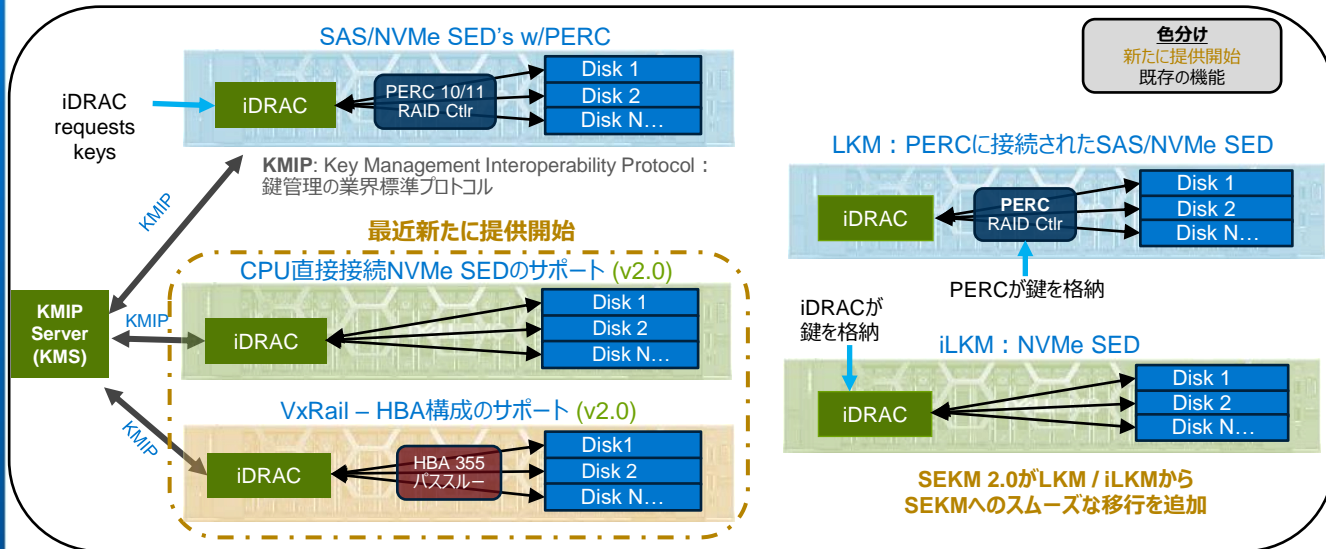 SAS/NVMe SED's w/PERC
iDRAC
requests
keys
iDRAC
PERC 10/11
RAID Ctlr
Disk 1
Disk 2
Disk N…
KMIP: Key Management Interoperability Protocol：
鍵管理の業界標準プロトコル
KMIP
最近新たに提供開始
CPU直接接続NVMe SEDのサポート (v2.0)
KMIP
Server
(KMS)
KMIP
iDRAC
Disk 1
Disk 2
Disk N…
VxRail – HBA構成のサポート (v2.0)
KMIP
iDRAC
HBA 355
パススルー
Disk1
Disk 2
Disk N…
色分け
新たに提供開始
既存の機能
LKM：PERCに接続されたSAS/NVMe SED
iDRAC
PERC
RAID Ctlr
Disk 1
Disk 2
Disk N…
PERCが鍵を格納
iDRACが
鍵を格納
iLKM：NVMe SED
iDRAC
Disk 1
Disk 2
Disk N…
SEKM 2.0がLKM / iLKMから
SEKMへのスムーズな移行を追加